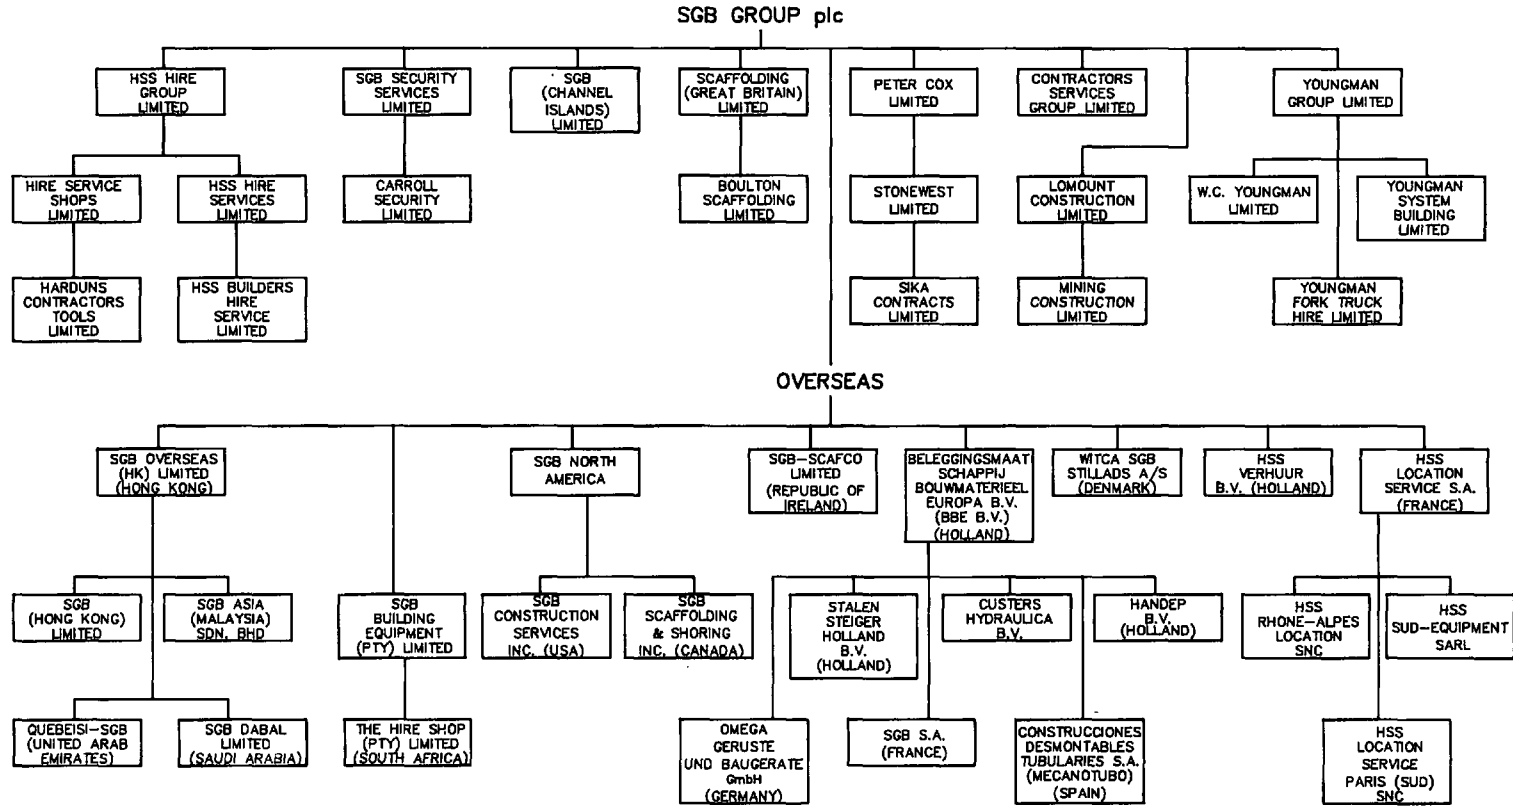 SGB GROUP plc
HSS HIRE
GROUP
LIMITED
SGB SECURITY
SERVICES
LIMITED
SGB
(CHANNEL
ISLANDS)
LIMITED
SCAFFOLDING
(GREAT BRITAIN)
LIMITED
PETER COX
LIMITED
CONTRACTORS
SERVICES
GROUP LIMITED
YOUNGMAN
GROUP LIMITED
HIRE SERVICE
SHOPS
LIMITED
HSS HIRE
SERVICES
LIMITED
CARROLL
SECURITY
LIMITED
BOULTON
SCAFFOLDING
LIMITED
STONEWEST
LIMITED
LOMOUNT
CONSTRUCTION
LIMITED
W.C. YOUNGMAN
LIMITED
YOUNGMAN
SYSTEM
BUILDING
LIMITED
HARDUNS
CONTRACTORS
TOOLS
LIMITED
HSS BUILDERS
HIRE
SERVICE
LIMITED
SIKA
CONTRACTS
LIMITED
MINING
CONSTRUCTION
LIMITED
YOUNGMAN
FORK TRUCK
HIRE LIMITED
OVERSEAS
SGB OVERSEAS
(HK) LIMITED
(HONG KONG)
SGB NORTH
AMERICA
SGB-SCAFCO
LIMITED
(REPUBLIC OF
IRELAND)
BELEGGINGSMAAT
SCHAPPIJ
BOUWMATERIEEL
EUROPA B.V.
(BBE B.V.)
(HOLLAND)
WITCA SGB
STILLADS A/S
(DENMARK)
HSS
VERHUUR
B.V. (HOLLAND)
HSS
LOCATION
SERVICE S.A.
(FRANCE)
SGB
(HONG KONG)
LIMITED
SGB ASIA
(MALAYSIA)
SDN, BHD
SGB
BUILDING
EQUIPMENT
(PTY) LIMITED
SGB
CONSTRUCTION
SERVICES
INC. (USA)
SGB
SCAFFOLDING
& SHORING
INC. (CANADA)
STALEN
STEIGER
HOLLAND
B.V.
(HOLLAND)
CUSTERS
HYDRAULICA
B.V.
HANDEP
B.V.
(HOLLAND)
HSS
RHONE-ALPES
LOCATION
SNC
HSS
SUD-EQUIPMENT
SARL
QUEBEISI-SGB
(UNITED ARAB
EMIRATES)
SGB DABAL
LIMITED
(SAUDI ARABIA)
THE HIRE SHOP
(PTY) LIMITED
(SOUTH AFRICA)
OMEGA
GERUSTE
UND BAUGERATE
GmbH
(GERMANY)
SGB S.A.
(FRANCE)
CONSTRUCCIONES
DESMONTABLES
TUBULARIES S.A.
(MECANOTUBO)
(SPAIN)
HSS
LOCATION
SERVICE
PARIS (SUD)
SNC